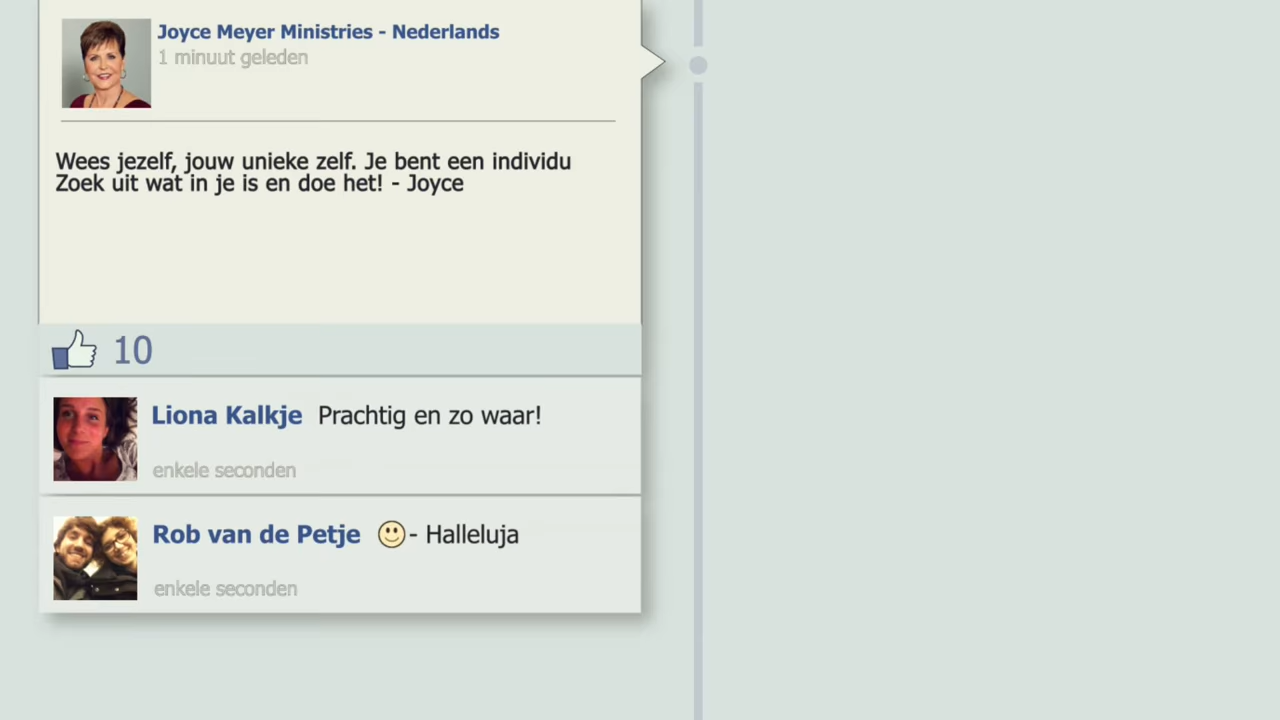 Joyce Meyer Ministries - Nederlands
1 minuut geleden
Wees jezelf, jouw unieke zelf. Je bent een individu
Zoek uit wat in je is en doe het! - Joyce
10
Liona Kalkje Prachtig en zo waar!
enkele seconden
Rob van de Petje - Halleluja
enkele seconden